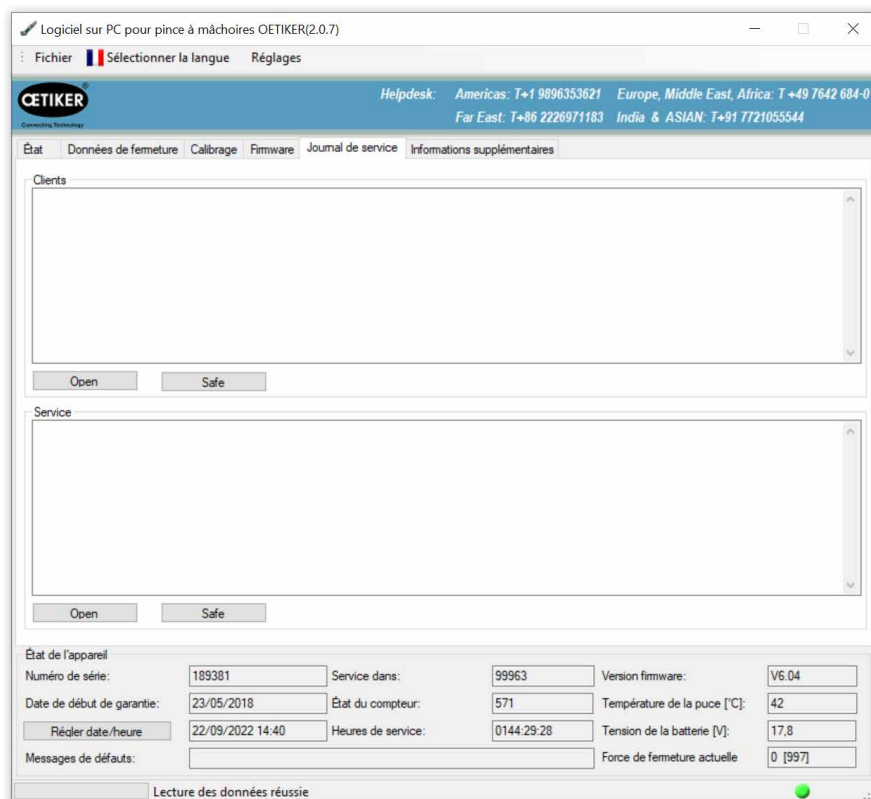 Logiciel sur PC pour pince à mâchoires OETIKER(2.0.7)
Fichier Sélectionner la langue Réglages
ŒTIKER®
Connecting Technology
Helpdesk: Americas: T+1 9896353621 Europe, Middle East, Africa: T +49 7642 684-0
Far East: T+86 2226971183 India & ASIAN: T+91 7721055544
État Données de fermeture Calibrage Firmware Journal de service Informations supplémentaires
Clients
Open Safe
Service
Open Safe
État de l'appareil
Numéro de série: 189381 Service dans: 99963 Version firmware: V6.04
Date de début de garantie: 23/05/2018 État du compteur: 571 Température de la puce [°C]: 42
Régler date/heure 22/09/2022 14:40 Heures de service: 0144:29:28 Tension de la batterie [V]: 17,8
Messages de défauts: Force de fermeture actuelle 0 [997]
Lecture des données réussie